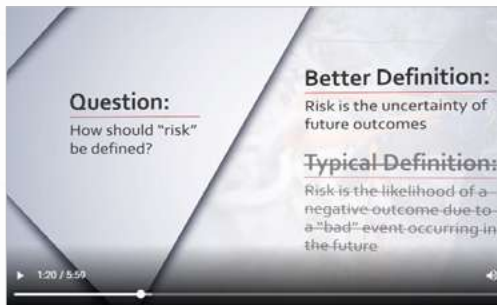 Question:
How should "risk"
be defined?
Better Definition:
Risk is the uncertainty of
future outcomes
Typical Definition:
Risk is the likelihood of a
negative outcome due to
a "bad" event occurring in
the future
1:20 / 5:50